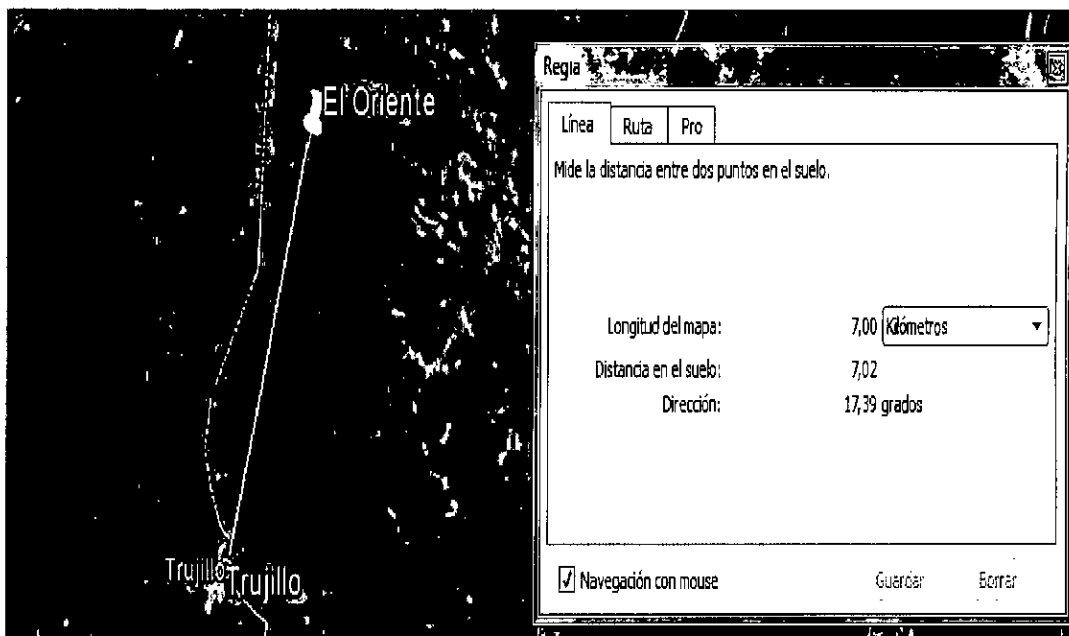 El Oriente
Trujillo
Trujillo
Regla
Línea Ruta Pro
Mide la distancia entre dos puntos en el suelo.
Longitud del mapa: 7,00 Kilómetros
Distancia en el suelo: 7,02
Dirección: 17,39 grados
Navegación con mouse Guardar Borrar